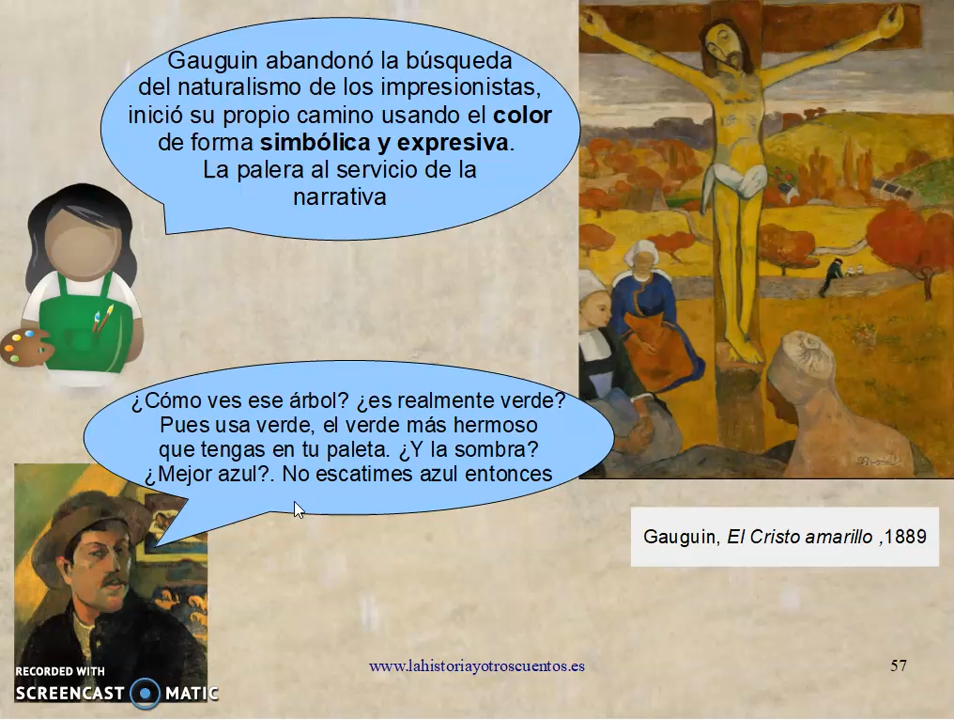 Gauguin abandonó la búsqueda
del naturalismo de los impresionistas,
inició su propio camino usando el color
de forma simbólica y expresiva.
La palera al servicio de la
narrativa
¿Cómo ves ese árbol? ¿es realmente verde?
Pues usa verde, el verde más hermoso
que tengas en tu paleta. ¿Y la sombra?
¿Mejor azul?. No escatimes azul entonces
Gauguin, El Cristo amarillo ,1889
RECORDED WITH
SCREENCAST MATIC
www.lahistoriayotroscuentos.es
57